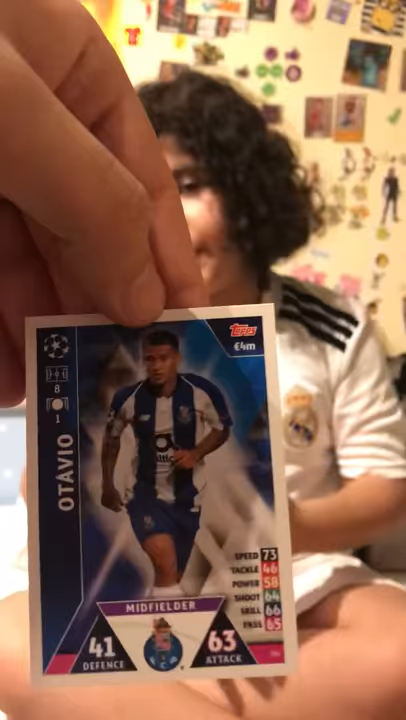 Topps
€4m
8
1
OTAVIO
SPEED 73
TACKLE 46
POWER 58
SHOOT 64
SKILL 66
PASS 65
MIDFIELDER
41
DEFENCE
63
ATTACK